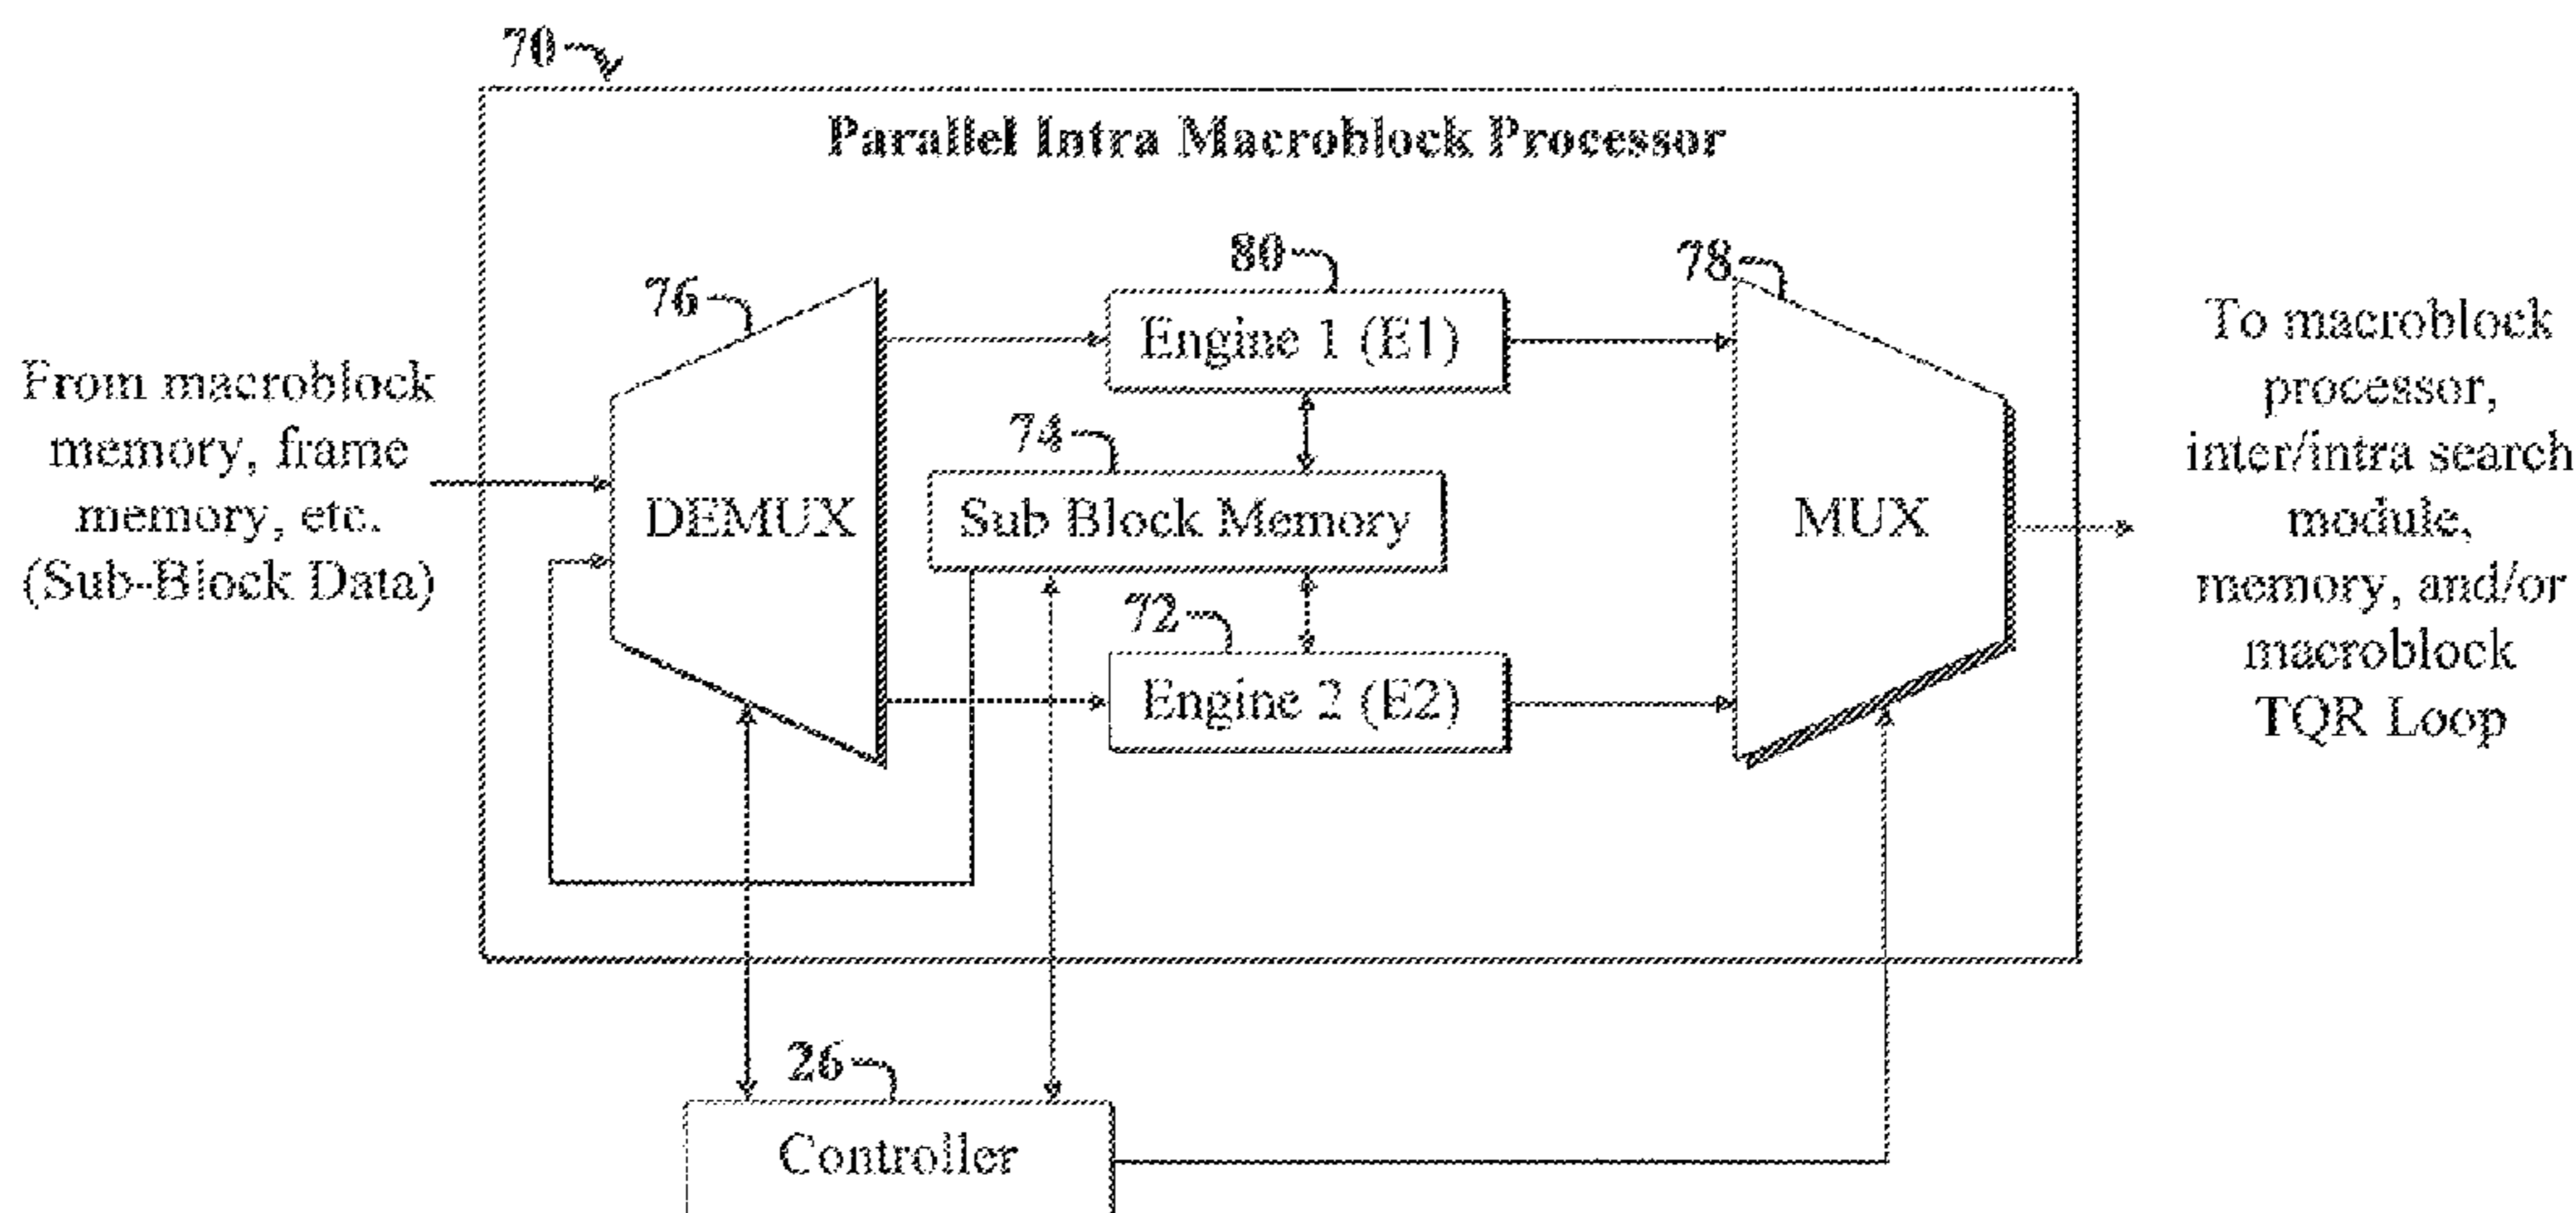 70
Parallel Intra Macroblock Processor
From macroblock
memory, frame
memory, etc.
(Sub-Block Data)
76
DEMUX
80
Engine 1 (E1)
74
Sub Block Memory
72
Engine 2 (E2)
78
MUX
To macroblock
processor,
inter/intra search
module,
memory, and/or
macroblock
TQR Loop
26
Controller